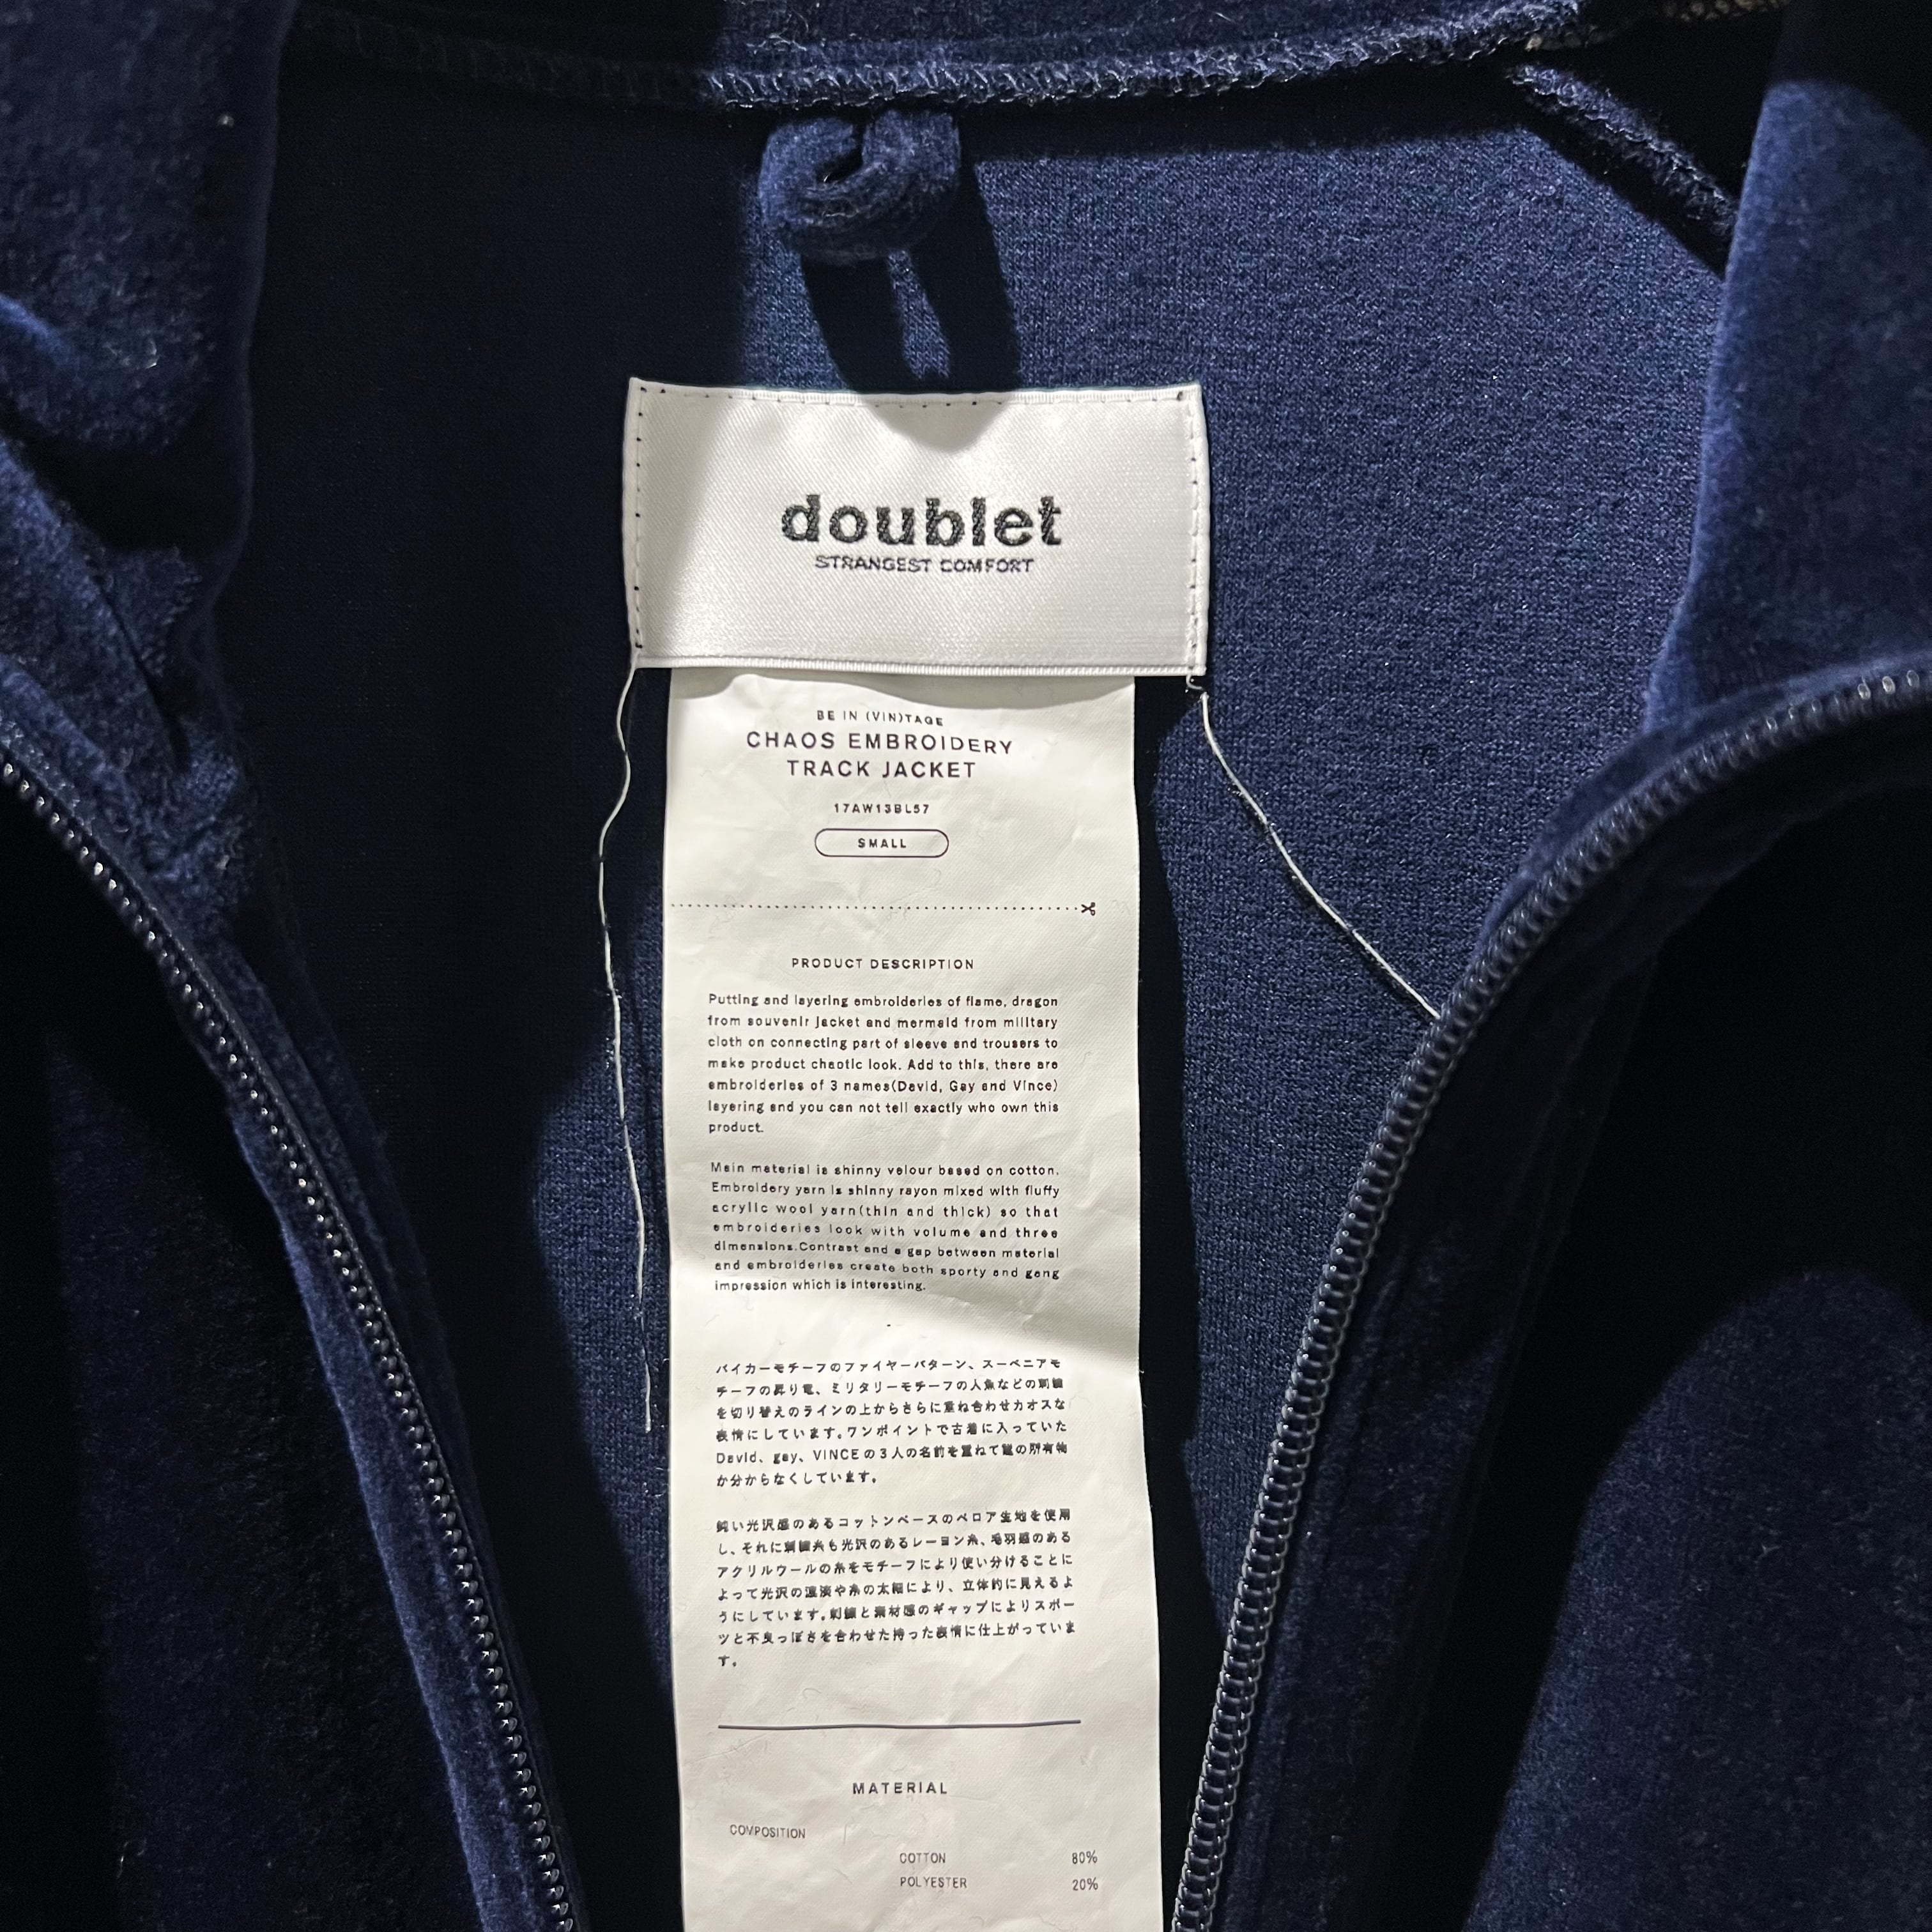 doublet
STRANGEST COMFORT
BE IN (VIN)TAGE
CHAOS EMBROIDERY
TRACK JACKET
17AW13BL57
SMALL
PRODUCT DESCRIPTION
Putting and layering embroideries of flame, dragon
from souvenir jacket and mermaid from military
cloth on connecting part of sleeve and trousers to
make product chaotic look. Add to this, there are
embroideries of 3 names(David, Gay and Vince)
layering and you can not tell exactly who own this
product.
Main material is shinny velour based on cotton.
Embroidery yarn is shinny rayon mixed with fluffy
acrylic wool yarn(thin and thick) so that
embroideries look with volume and three
dimensions.Contrast and a gap between material
and embroideries create both sporty and gang
impression which is interesting.
バイカーモチーフのファイヤーパターン、スーベニアモ
チーフの昇り竜、ミリタリーモチーフの人魚などの刺繍
を切り替えのラインの上からさらに重ね合わせカオスな
表情にしています。ワンポイントで古着に入っていた
David、gay、VINCEの3人の名前を重ねて誰の所有物
か分からなくしています。
鈍い光沢感のあるコットンベースのベロア生地を使用
し、それに刺繍糸も光沢のあるレーヨン糸、毛羽感のある
アクリルウールの糸をモチーフにより使い分けることに
よって光沢の濃淡や糸の太細により、立体的に見えるよ
うにしています。刺繍と素材感のギャップによりスポー
ツと不良っぽさを合わせた持った表情に仕上がっていま
す。
MATERIAL
COMPOSITION
COTTON 80%
POLYESTER 20%